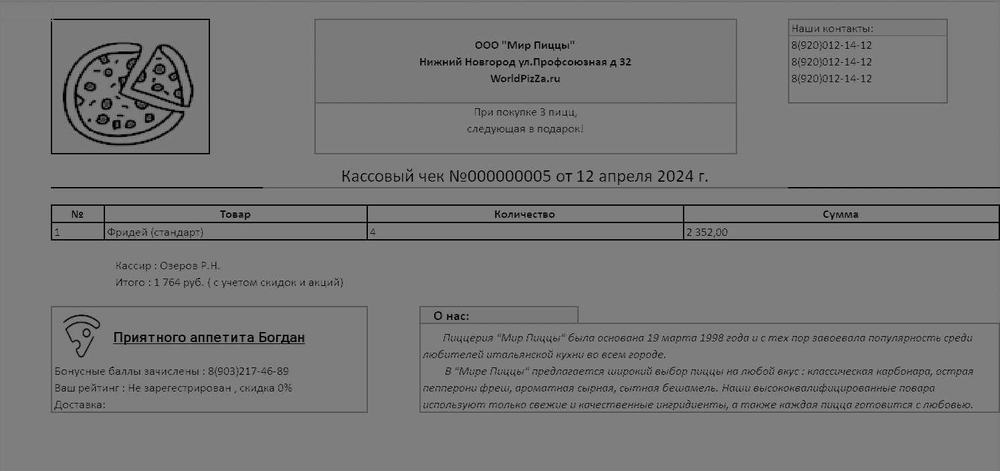 ООО "Мир Пиццы"
Нижний Новгород ул.Профсоюзная д 32
WorldPizZa.ru
При покупке 3 пицц,
следующая в подарок!
Наши контакты:
8(920)012-14-12
8(920)012-14-12
8(920)012-14-12
Кассовый чек №000000005 от 12 апреля 2024 г.
№ Товар Количество Сумма
1 Фридей (стандарт) 4 2 352,00
Кассир : Озеров Р.Н.
Итого : 1 764 руб. ( с учетом скидок и акций)
Приятного аппетита Богдан
Бонусные баллы зачислены : 8(903)217-46-89
Ваш рейтинг : Не зарегестрирован , скидка 0%
Доставка:
О нас:
Пиццерия "Мир Пиццы" была основана 19 марта 1998 года и с тех пор завоевала популярность среди
любителей итальянской кухни во всем городе.
В "Мире Пиццы" предлагается широкий выбор пиццы на любой вкус : классическая карбонара, острая
пепперони фреш, ароматная сырная, сытная бешамель. Наши высококвалифицированные повара
используют только свежие и качественные ингридиенты, а также каждая пицца готовится с любовью.